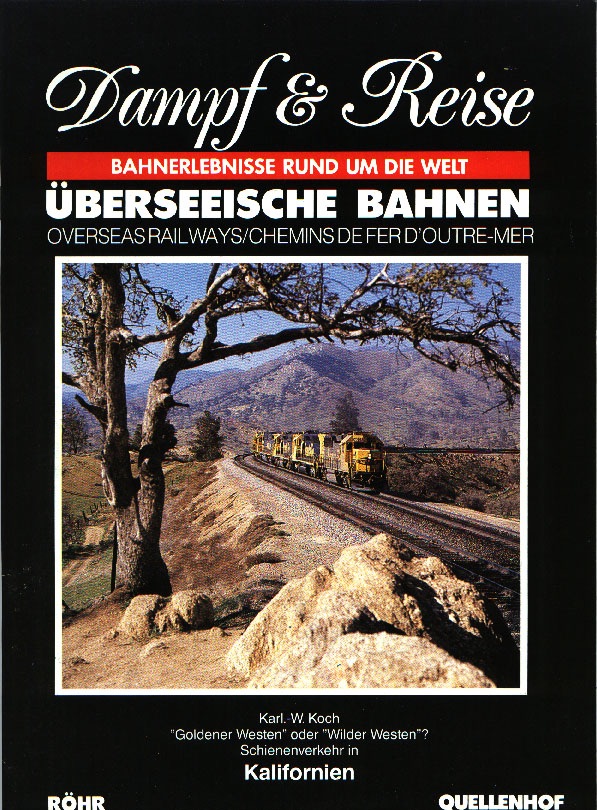 Dampf & Reise
BAHNERLEBNISSE RUND UM DIE WELT
ÜBERSEEISCHE BAHNEN
OVERSEAS RAILWAYS/CHEMINS DE FER D'OUTRE-MER
Karl.-W. Koch
"Goldener Westen" oder "Wilder Westen"?
Schienenverkehr in
Kalifornien
RÖHR QUELLENHOF